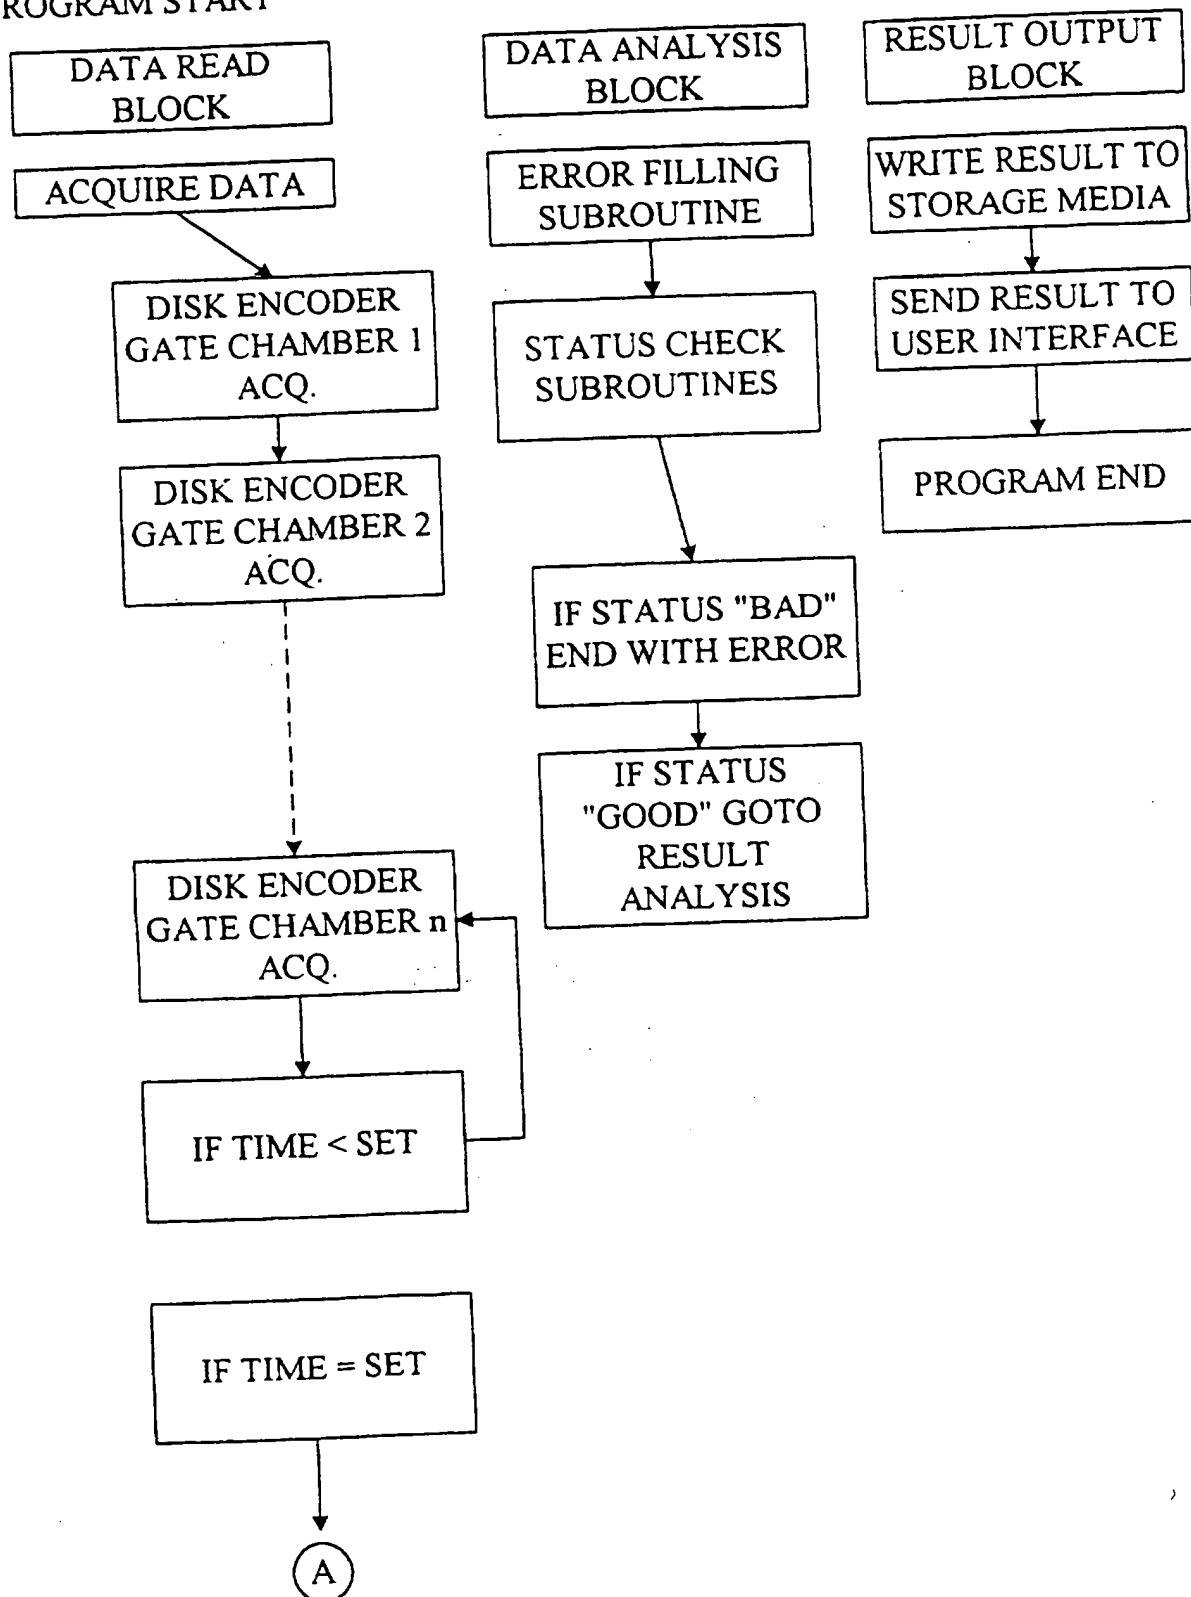 ROGRAM START
DATA READ
BLOCK
ACQUIRE DATA
DISK ENCODER
GATE CHAMBER 1
ACQ.
DISK ENCODER
GATE CHAMBER 2
ACQ.
DISK ENCODER
GATE CHAMBER n
ACQ.
IF TIME < SET
IF TIME = SET
A
DATA ANALYSIS
BLOCK
ERROR FILLING
SUBROUTINE
STATUS CHECK
SUBROUTINES
IF STATUS "BAD"
END WITH ERROR
IF STATUS
"GOOD" GOTO
RESULT
ANALYSIS
RESULT OUTPUT
BLOCK
WRITE RESULT TO
STORAGE MEDIA
SEND RESULT TO
USER INTERFACE
PROGRAM END